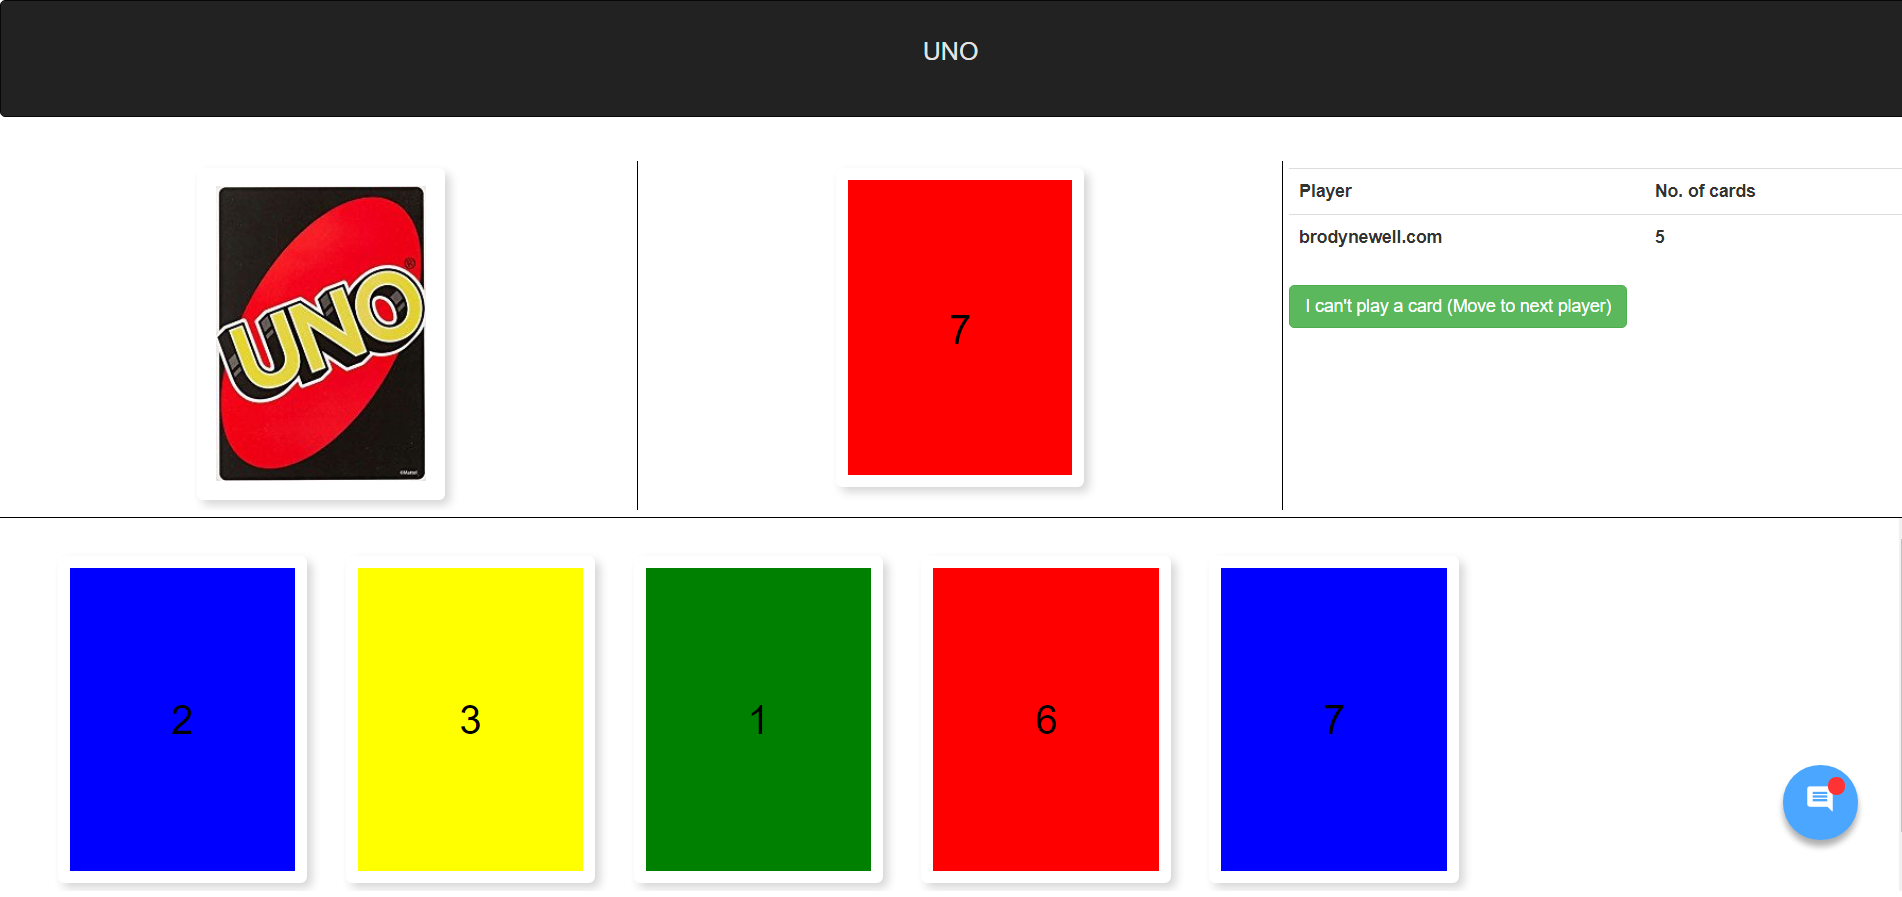 UNO
UNO
®
©Mattel
7
Player No. of cards
brodynewell.com 5
I can't play a card (Move to next player)
2 3 1 6 7